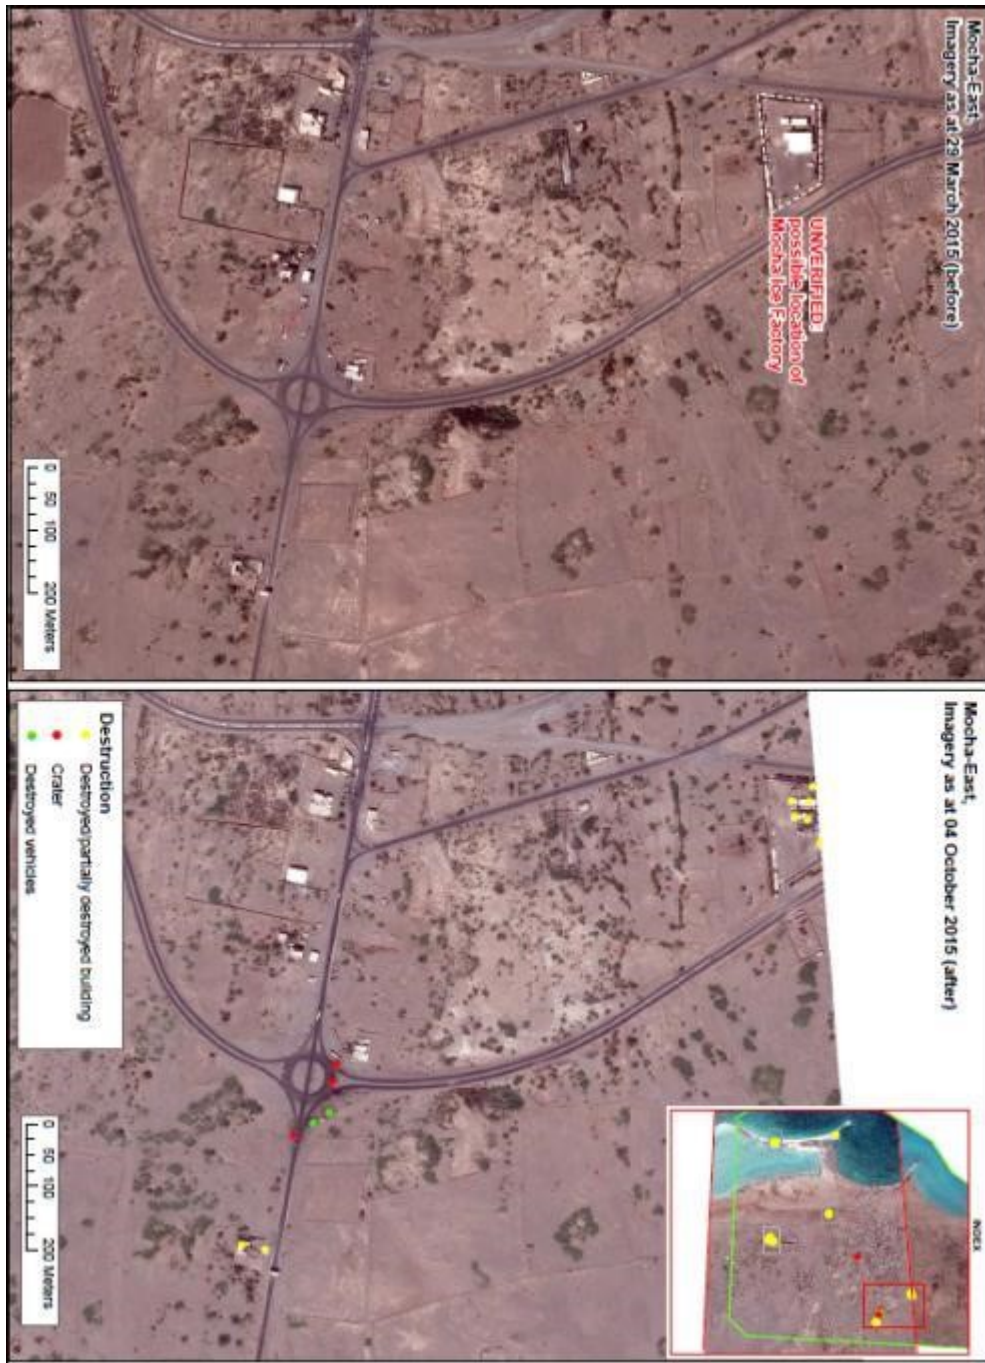 Mocha-East,
Imagery as at 29 March 2015 (before)
UNVERIFIED:
possible location of
Mocha Ice Factory
0 50 100 200 Meters
Mocha-East,
Imagery as at 04 October 2015 (after)
INDEX
Destruction
Destroyed/partially destroyed building
Crater
Destroyed vehicles
0 50 100 200 Meters